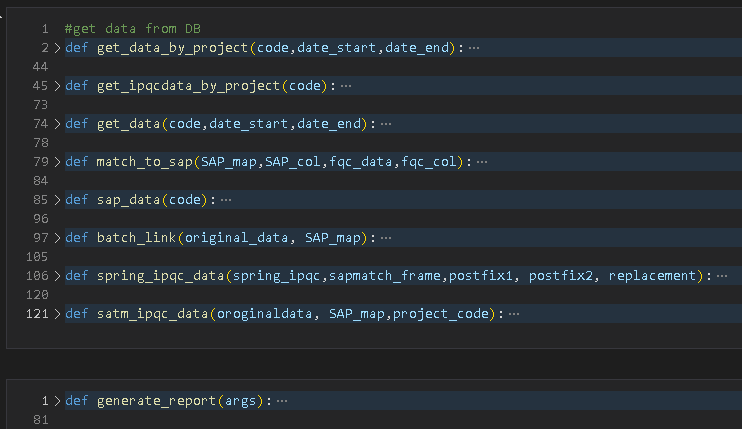 1 #get data from DB
2 > def get_data_by_project(code,date_start,date_end): ···
44
45 > def get_ipqcdata_by_project(code): ···
73
74 > def get_data(code,date_start,date_end): ···
78
79 > def match_to_sap(SAP_map,SAP_col,fqc_data,fqc_col): ···
84
85 > def sap_data(code): ···
96
97 > def batch_link(original_data, SAP_map): ···
105
106 > def spring_ipqc_data(spring_ipqc,sapmatch_frame,postfix1, postfix2, replacement): ···
120
121 > def satm_ipqc_data(oroginaldata, SAP_map,project_code): ···
1 > def generate_report(args): ···
81